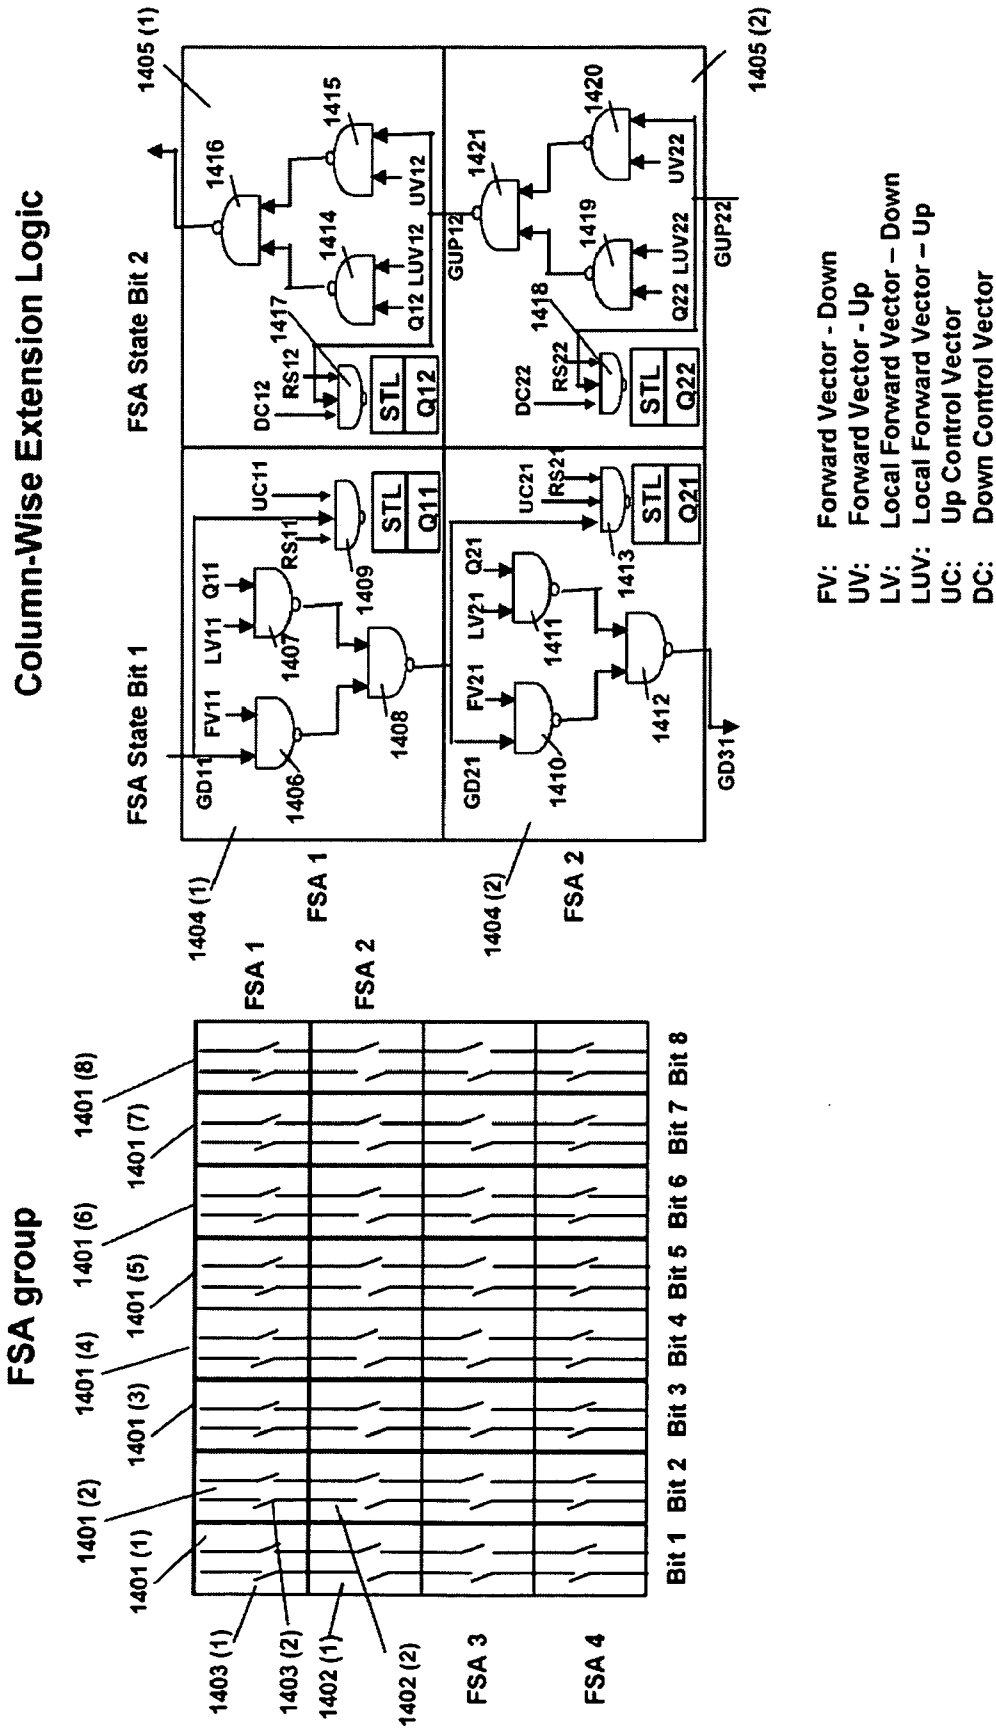 Column-Wise Extension Logic
FSA State Bit 1
FSA State Bit 2
1405 (1)
GD11
FV11
LV11
Q11
UC11
RS11
1406
1407
1408
1409
STL
Q11
DC12
RS12
1417
STL
Q12
1414
1415
1416
Q12
LUV12
UV12
GUP12
1404 (1)
FSA 1
GD21
FV21
LV21
Q21
UC21
RS21
1410
1411
1412
1413
STL
Q21
DC22
RS22
1418
STL
Q22
1419
1420
1421
Q22
LUV22
UV22
GUP22
GD31
1404 (2)
FSA 2
1405 (2)
FV: Forward Vector - Down
UV: Forward Vector - Up
LV: Local Forward Vector – Down
LUV: Local Forward Vector – Up
UC: Up Control Vector
DC: Down Control Vector
FSA group
1401 (1)
1401 (2)
1401 (3)
1401 (4)
1401 (5)
1401 (6)
1401 (7)
1401 (8)
1403 (1)
1403 (2)
1402 (1)
1402 (2)
FSA 1
FSA 2
FSA 3
FSA 4
Bit 1
Bit 2
Bit 3
Bit 4
Bit 5
Bit 6
Bit 7
Bit 8